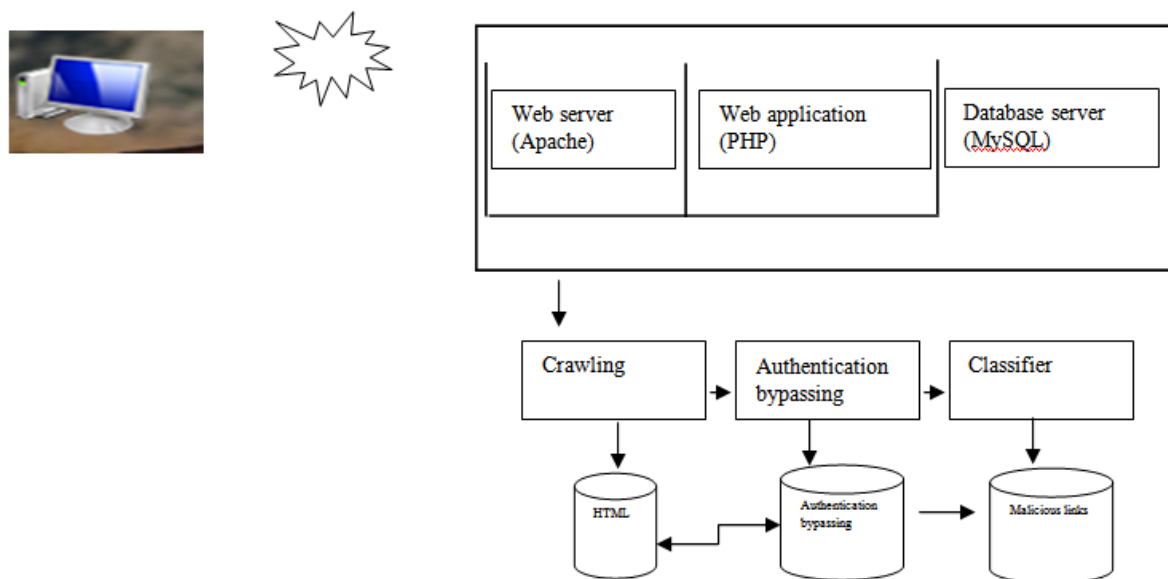 Web server
(Apache)
Web application
(PHP)
Database server
(MySQL)
Crawling
Authentication
bypassing
Classifier
HTML
Authentication
bypassing
Malicious links